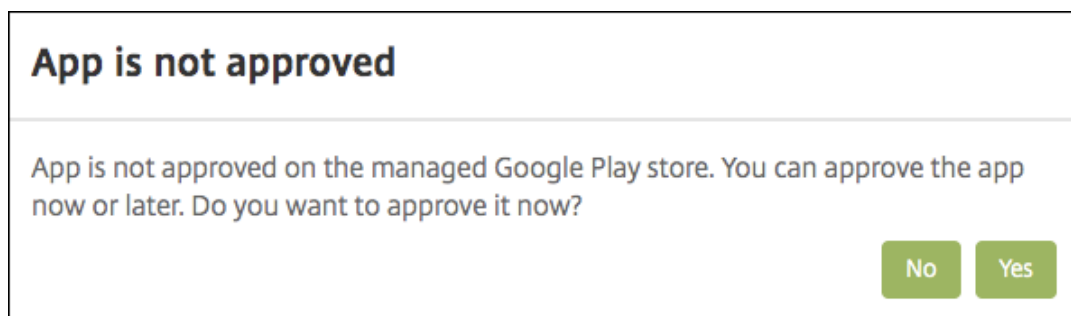 App is not approved
App is not approved on the managed Google Play store. You can approve the app
now or later. Do you want to approve it now?
No
Yes